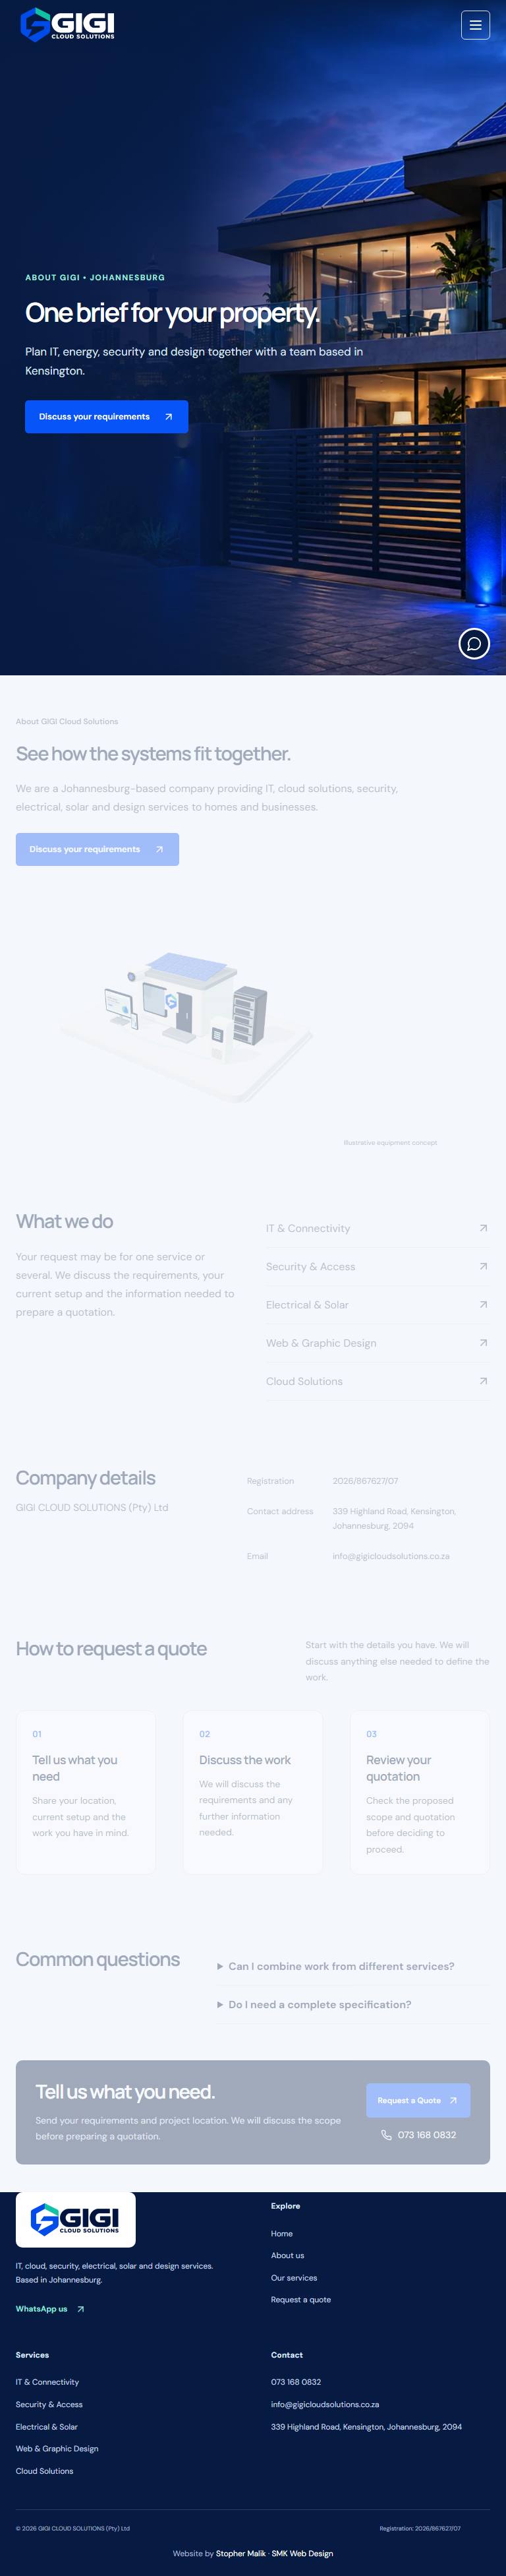 GIGI
CLOUD SOLUTIONS
ABOUT GIGI • JOHANNESBURG
One brief for your property.
Plan IT, energy, security and design together with a team based in
Kensington.
Discuss your requirements
About GIGI Cloud Solutions
See how the systems fit together.
We are a Johannesburg-based company providing IT, cloud solutions, security,
electrical, solar and design services to homes and businesses.
Discuss your requirements
Illustrative equipment concept
What we do
Your request may be for one service or
several. We discuss the requirements, your
current setup and the information needed to
prepare a quotation.
IT & Connectivity
Security & Access
Electrical & Solar
Web & Graphic Design
Cloud Solutions
Company details
GIGI CLOUD SOLUTIONS (Pty) Ltd
Registration 2026/867627/07
Contact address 339 Highland Road, Kensington,
Johannesburg, 2094
Email info@gigicloudsolutions.co.za
How to request a quote
Start with the details you have. We will
discuss anything else needed to define the
work.
01
Tell us what you
need
Share your location,
current setup and the
work you have in mind.
02
Discuss the work
We will discuss the
requirements and any
further information
needed.
03
Review your
quotation
Check the proposed
scope and quotation
before deciding to
proceed.
Common questions
Can I combine work from different services?
Do I need a complete specification?
Tell us what you need.
Send your requirements and project location. We will discuss the scope
before preparing a quotation.
Request a Quote
073 168 0832
GIGI
CLOUD SOLUTIONS
IT, cloud, security, electrical, solar and design services.
Based in Johannesburg.
WhatsApp us
Explore
Home
About us
Our services
Request a quote
Services
IT & Connectivity
Security & Access
Electrical & Solar
Web & Graphic Design
Cloud Solutions
Contact
073 168 0832
info@gigicloudsolutions.co.za
339 Highland Road, Kensington, Johannesburg, 2094
© 2026 GIGI CLOUD SOLUTIONS (Pty) Ltd
Registration: 2026/867627/07
Website by Stopher Malik · SMK Web Design